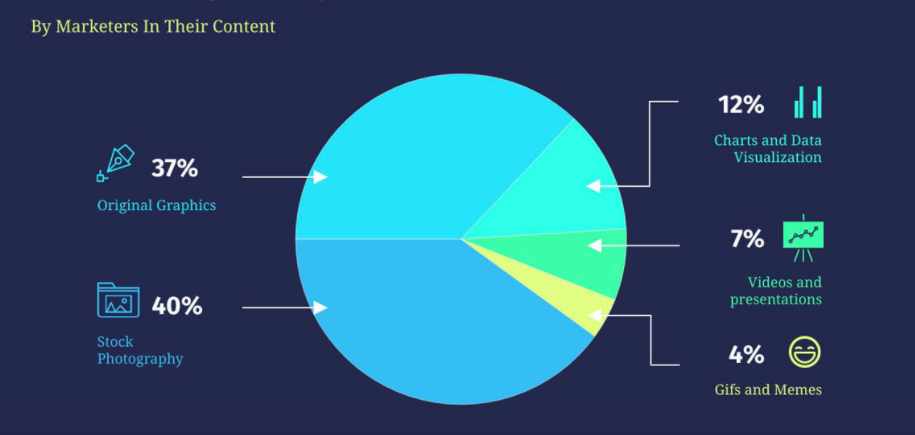 By Marketers In Their Content
37%
Original Graphics
40%
Stock
Photography
12%
Charts and Data
Visualization
7%
Videos and
presentations
4%
Gifs and Memes